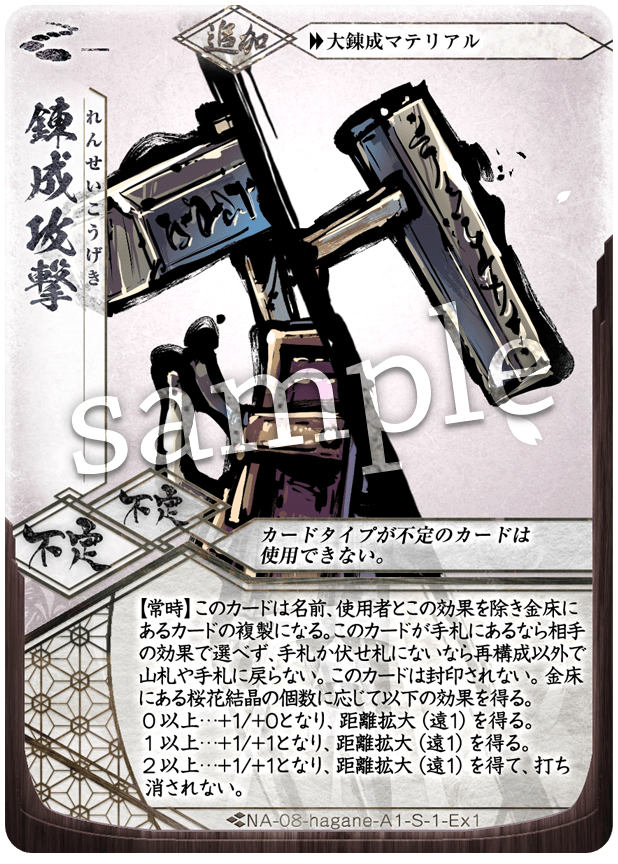 追加
▶▶大錬成マテリアル
錬成攻撃
れんせいこうげき
sample
不定
不定
カードタイプが不定のカードは
使用できない。
【常時】このカードは名前、使用者とこの効果を除き金床に
あるカードの複製になる。このカードが手札にあるなら相手
の効果で選べず、手札か伏せ札にないなら再構成以外で
山札や手札に戻らない。このカードは封印されない。金床
にある桜花結晶の個数に応じて以下の効果を得る。
０以上…+1/+0となり、距離拡大（遠1）を得る。
１以上…+1/+1となり、距離拡大（遠1）を得る。
２以上…+1/+1となり、距離拡大（遠1）を得て、打ち
消されない。
NA-08-hagane-A1-S-1-Ex1